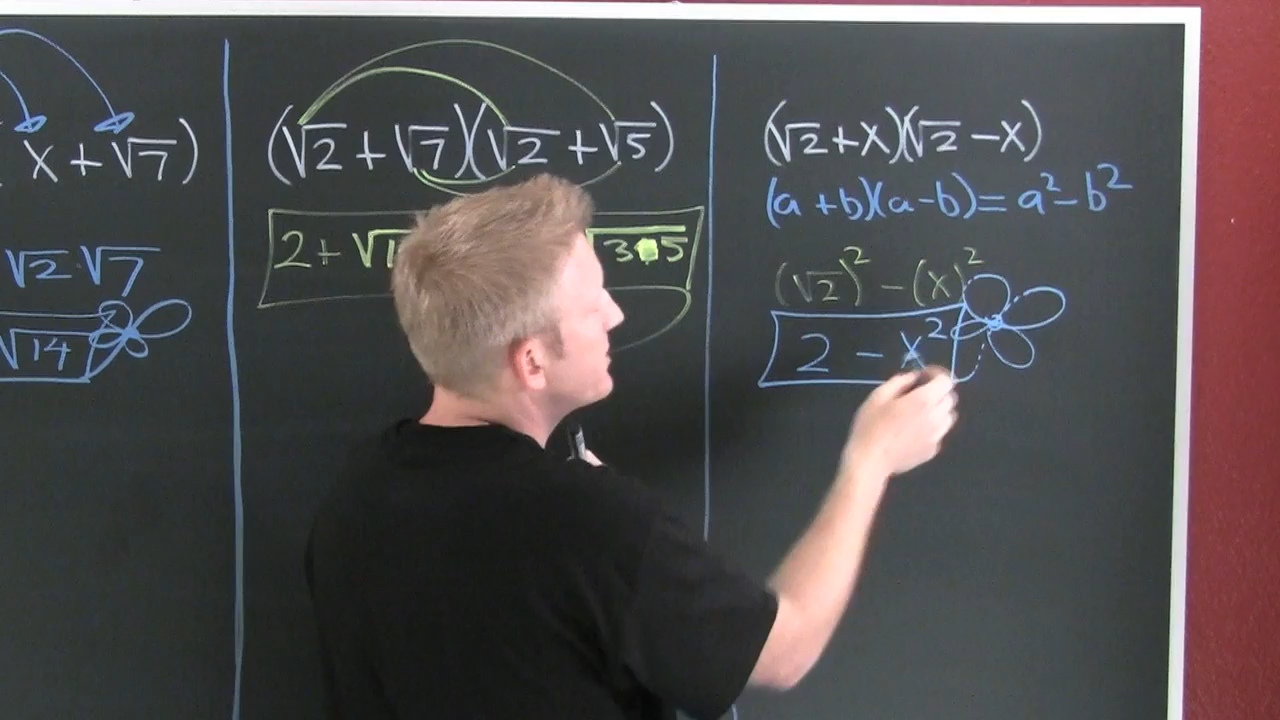 x + √7)
√2·√7
√14
(√2 + √7)(√2 + √5)
2 + √1
√3·5
(√2 + x)(√2 - x)
(a + b)(a - b) = a² - b²
(√2)² - (x)²
2 - x²